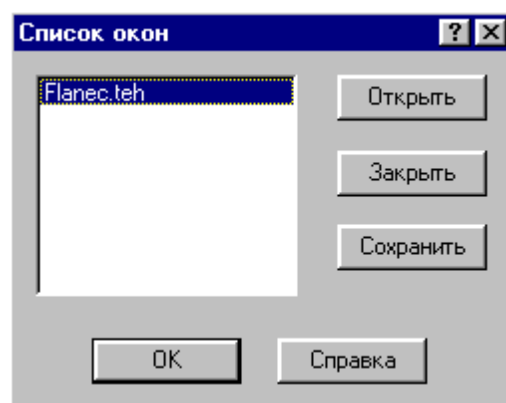 Список окон
Flanec.teh
Открыть
Закрыть
Сохранить
OK
Справка